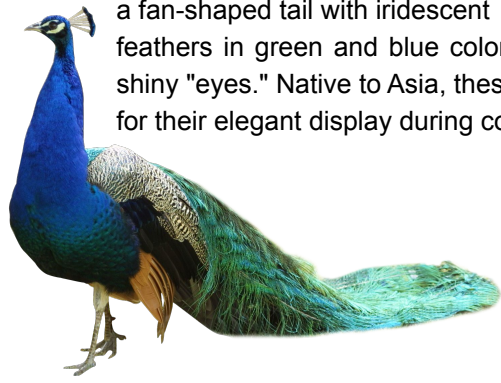 a fan-shaped tail with iridescent
feathers in green and blue
shiny "eyes." Native to Asia,
for their elegant display during